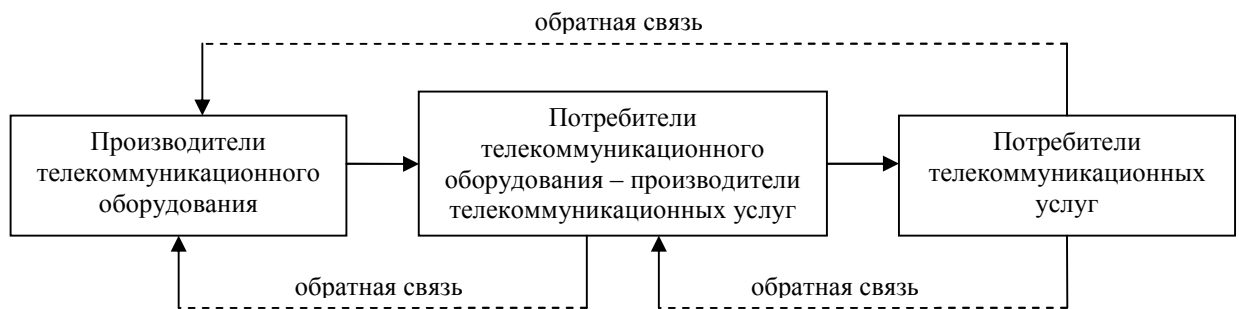 обратная связь
Производители
телекоммуникационного
оборудования
Потребители
телекоммуникационного
оборудования – производители
телекоммуникационных услуг
Потребители
телекоммуникационных
услуг
обратная связь
обратная связь